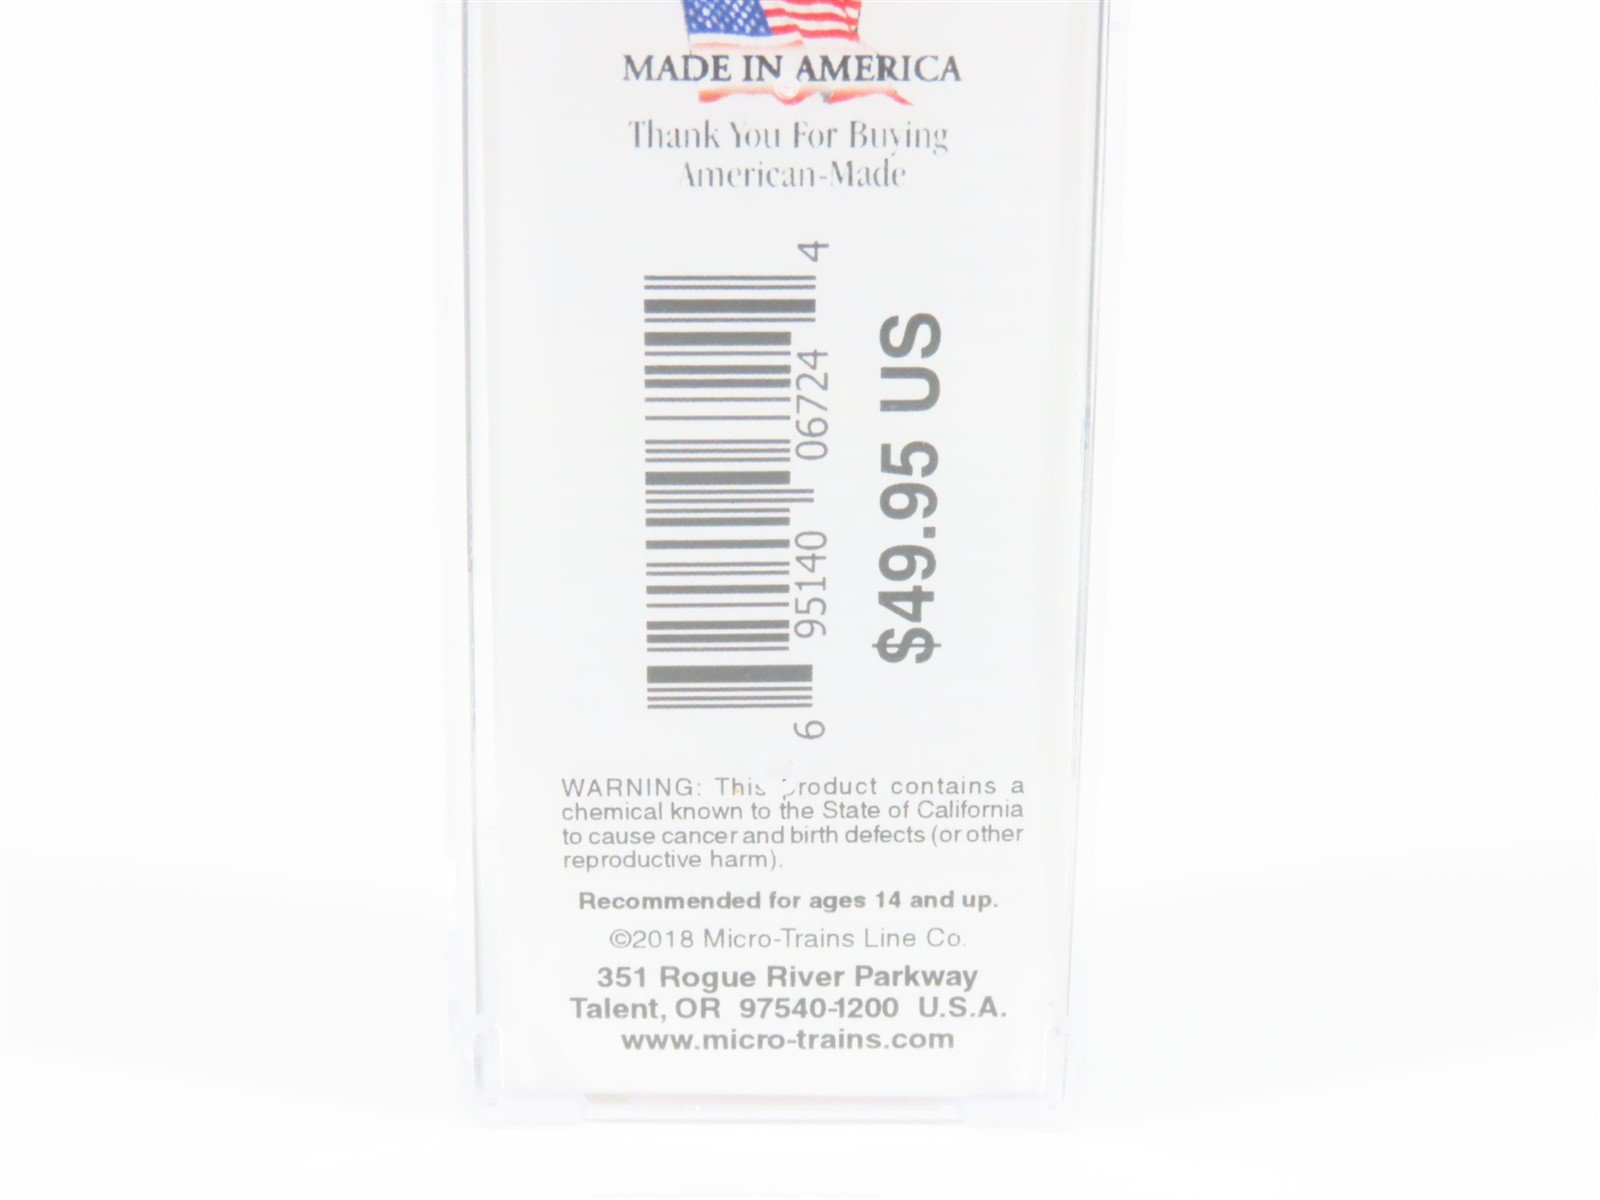 MADE IN AMERICA
Thank You For Buying
American-Made
6 95140 06724 4
$49.95 US
WARNING: This product contains a
chemical known to the State of California
to cause cancer and birth defects (or other
reproductive harm).
Recommended for ages 14 and up.
©2018 Micro-Trains Line Co.
351 Rogue River Parkway
Talent, OR 97540-1200 U.S.A.
www.micro-trains.com